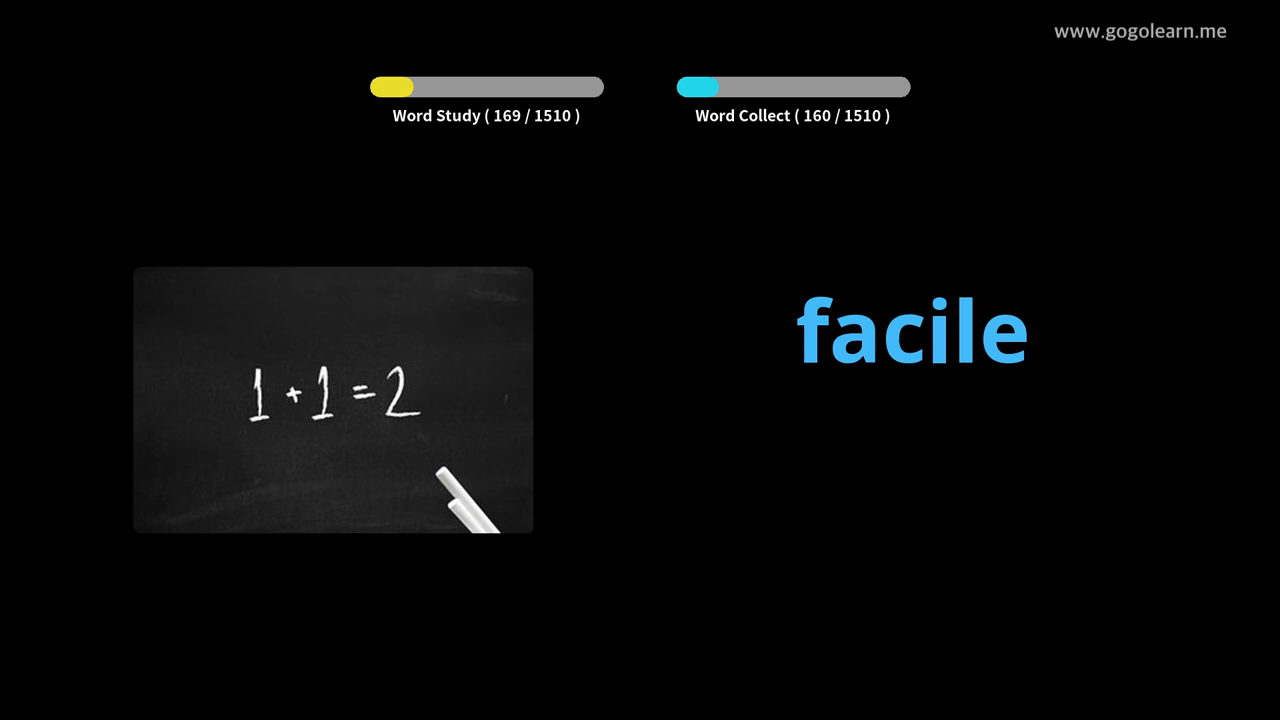 www.gogolearn.me
Word Study ( 169 / 1510 )
Word Collect ( 160 / 1510 )
facile
1 + 1 = 2